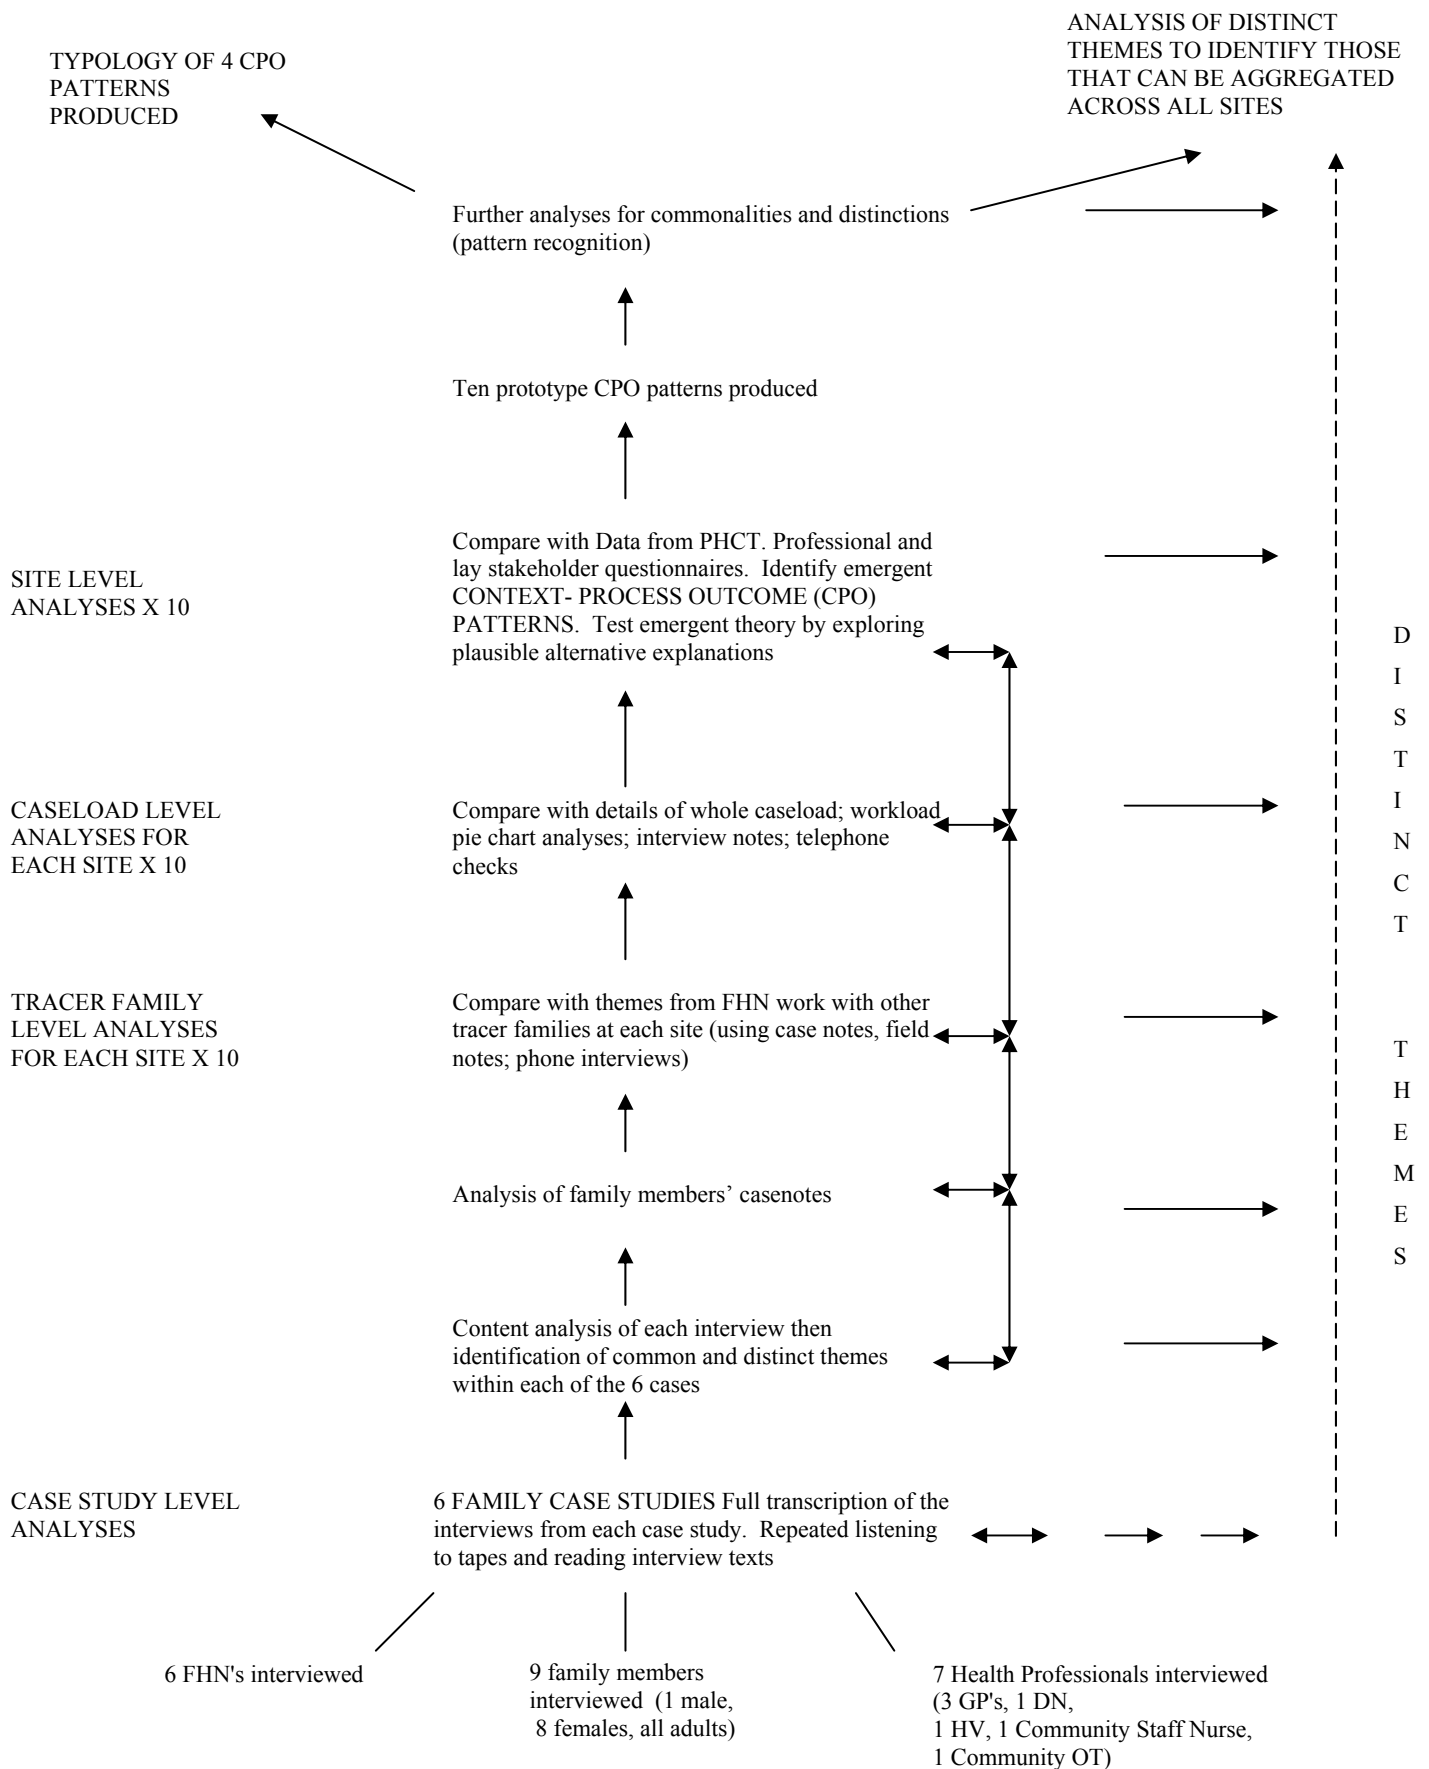 TYPOLOGY OF 4 CPO
PATTERNS
PRODUCED
ANALYSIS OF DISTINCT
THEMES TO IDENTIFY THOSE
THAT CAN BE AGGREGATED
ACROSS ALL SITES
Further analyses for commonalities and distinctions
(pattern recognition)
Ten prototype CPO patterns produced
SITE LEVEL
ANALYSES X 10
Compare with Data from PHCT. Professional and
lay stakeholder questionnaires.  Identify emergent
CONTEXT- PROCESS OUTCOME (CPO)
PATTERNS.  Test emergent theory by exploring
plausible alternative explanations
CASELOAD LEVEL
ANALYSES FOR
EACH SITE X 10
Compare with details of whole caseload; workload
pie chart analyses; interview notes; telephone
checks
TRACER FAMILY
LEVEL ANALYSES
FOR EACH SITE X 10
Compare with themes from FHN work with other
tracer families at each site (using case notes, field
notes; phone interviews)
Analysis of family members’ casenotes
Content analysis of each interview then
identification of common and distinct themes
within each of the 6 cases
CASE STUDY LEVEL
ANALYSES
6 FAMILY CASE STUDIES Full transcription of the
interviews from each case study.  Repeated listening
to tapes and reading interview texts
6 FHN's interviewed
9 family members
interviewed  (1 male,
8 females, all adults)
7 Health Professionals interviewed
(3 GP's, 1 DN,
1 HV, 1 Community Staff Nurse,
1 Community OT)
D
I
S
T
I
N
C
T
T
H
E
M
E
S